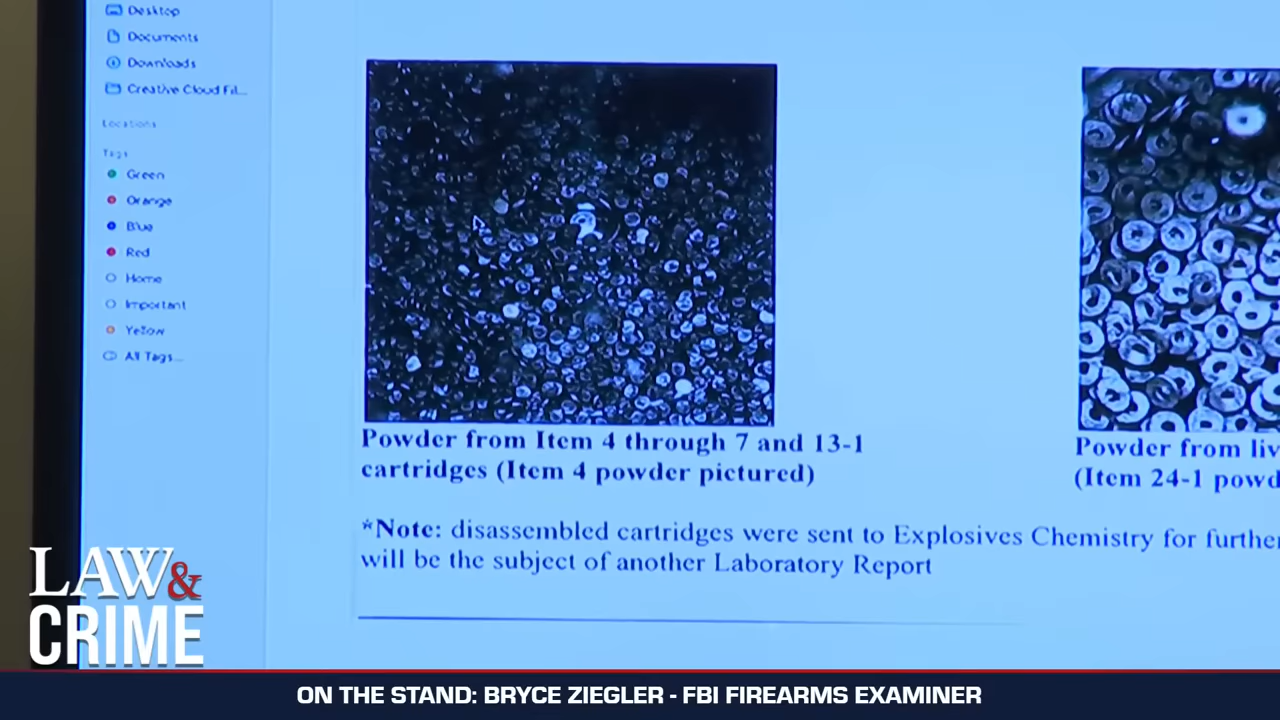 Desktop
Documents
Downloads
Creative Cloud Fil...
Locations
Tags
Green
Orange
Blue
Red
Home
Important
Yellow
All Tags...
Powder from Item 4 through 7 and 13-1
cartridges (Item 4 powder pictured)
Powder from liv
(Item 24-1 powd
*Note: disassembled cartridges were sent to Explosives Chemistry for further
will be the subject of another Laboratory Report
LAW&
CRIME
ON THE STAND: BRYCE ZIEGLER - FBI FIREARMS EXAMINER